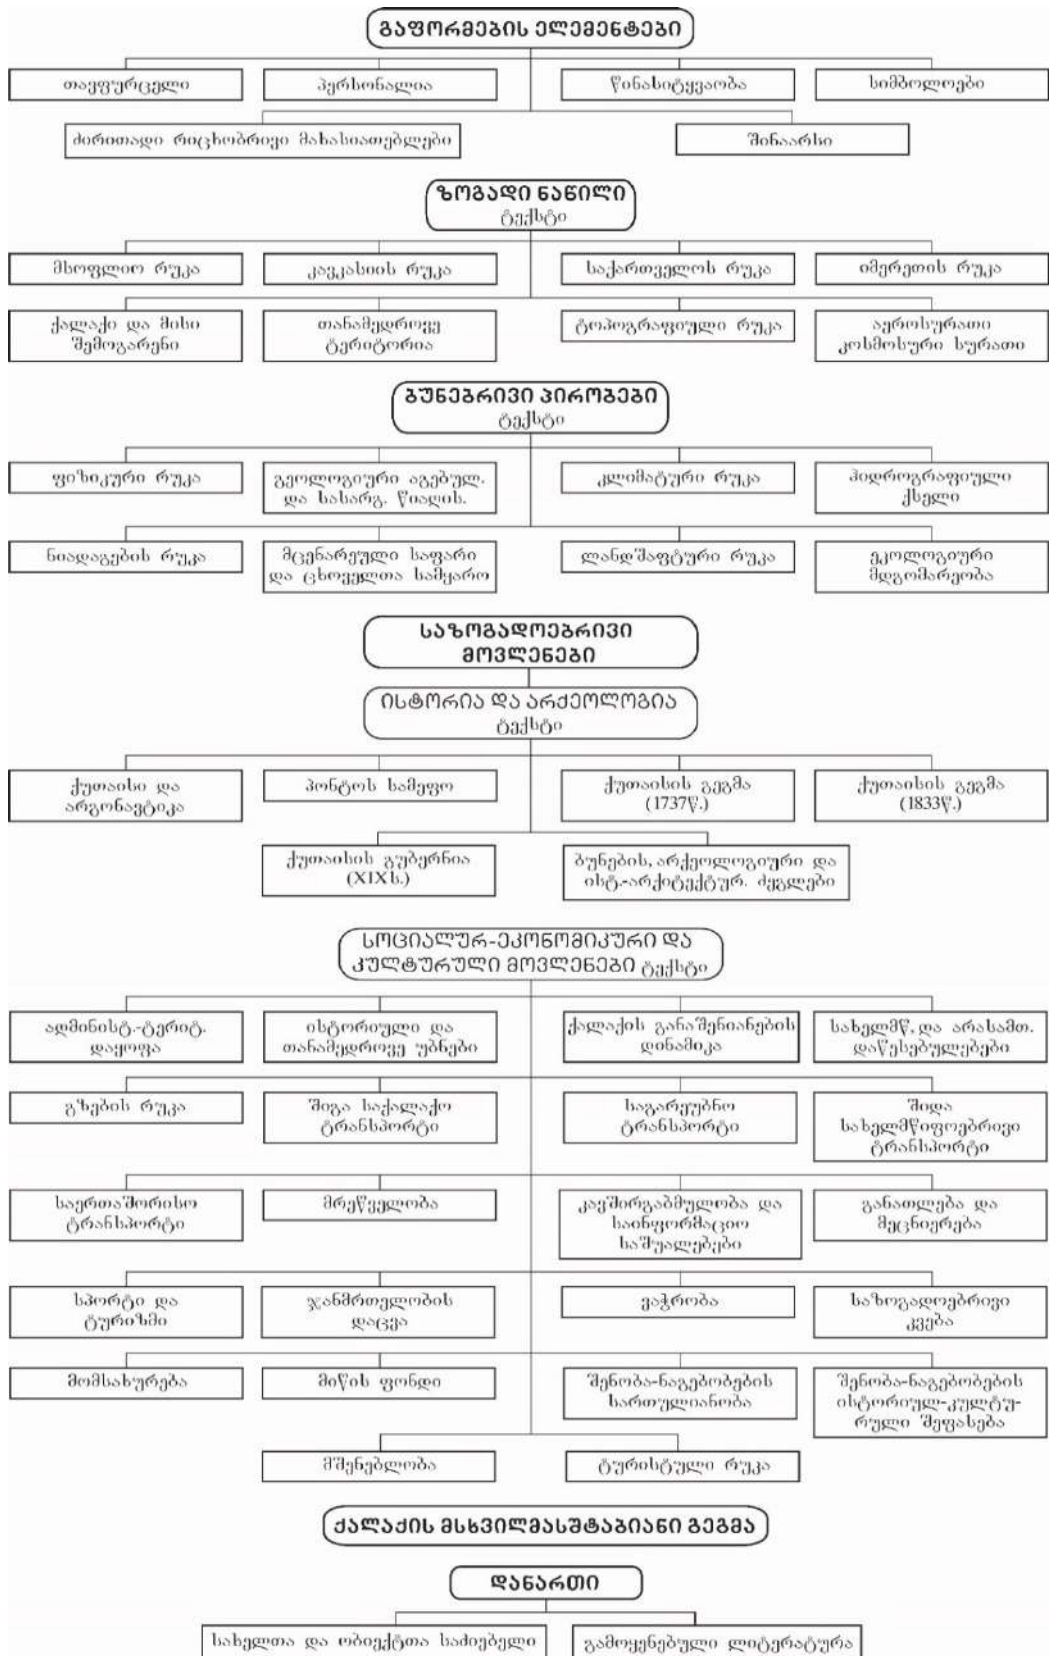 გაფორმების ელემენტები
თავფურცელი
პერსონალია
წინასიტყვაობა
სიმბოლოები
ძირითადი რიცხობრივი მახასიათებლები
შინაარსი
ზოგადი ნაწილი
ტექსტი
მსოფლიო რუკა
კავკასიის რუკა
საქართველოს რუკა
იმერეთის რუკა
ქალაქი და მისი
შემოგარენი
თანამედროვე
ტერიტორია
ტოპოგრაფიული რუკა
აეროსურათი
კოსმოსური სურათი
ბუნებრივი პირობები
ტექსტი
ფიზიკური რუკა
გეოლოგიური აგებულ.
და სასარგ. წიაღის.
კლიმატური რუკა
ჰიდროგრაფიული
ქსელი
ნიადაგების რუკა
მცენარეული საფარი
და ცხოველთა სამყარო
ლანდშაფტური რუკა
ეკოლოგიური
მდგომარეობა
საზოგადოებრივი
მოვლენები
ისტორია და არქეოლოგია
ტექსტი
ქუთაისი და
არგონავტიკა
პონტოს სამეფო
ქუთაისის გეგმა
(1737წ.)
ქუთაისის გეგმა
(1833წ.)
ქუთაისის გუბერნია
(XIXს.)
ბუნების, არქეოლოგიური და
ისტ.-არქიტექტურ. ძეგლები
სოციალურ-ეკონომიკური და
კულტურული მოვლენები ტექსტი
ადმინისტ.-ტერიტ.
დაყოფა
ისტორიული და
თანამედროვე უბნები
ქალაქის განაშენიანების
დინამიკა
სახელმწ, და არასამთ.
დაწესებულებები
გზების რუკა
შიგა საქალაქო
ტრანსპორტი
საგარეუბნო
ტრანსპორტი
შიდა
სახელმწიფოებრივი
ტრანსპორტი
საერთაშორისო
ტრანსპორტი
მრეწველობა
კავშირგაბმულობა და
საინფორმაციო
საშუალებები
განათლება და
მეცნიერება
სპორტი და
ტურიზმი
ჯანმრთელობის
დაცვა
ვაჭრობა
საზოგადოებრივი
კვება
მომსახურება
მიწის ფონდი
შენობა-ნაგებობების
სართულიანობა
შენობა-ნაგებობების
ისტორიულ-კულტუ-
რული შეფასება
მშენებლობა
ტურისტული რუკა
ქალაქის მსხვილმასშტაბიანი გეგმა
დანართი
სახელთა და ობიექტთა საძიებელი
გამოყენებული ლიტერატურა